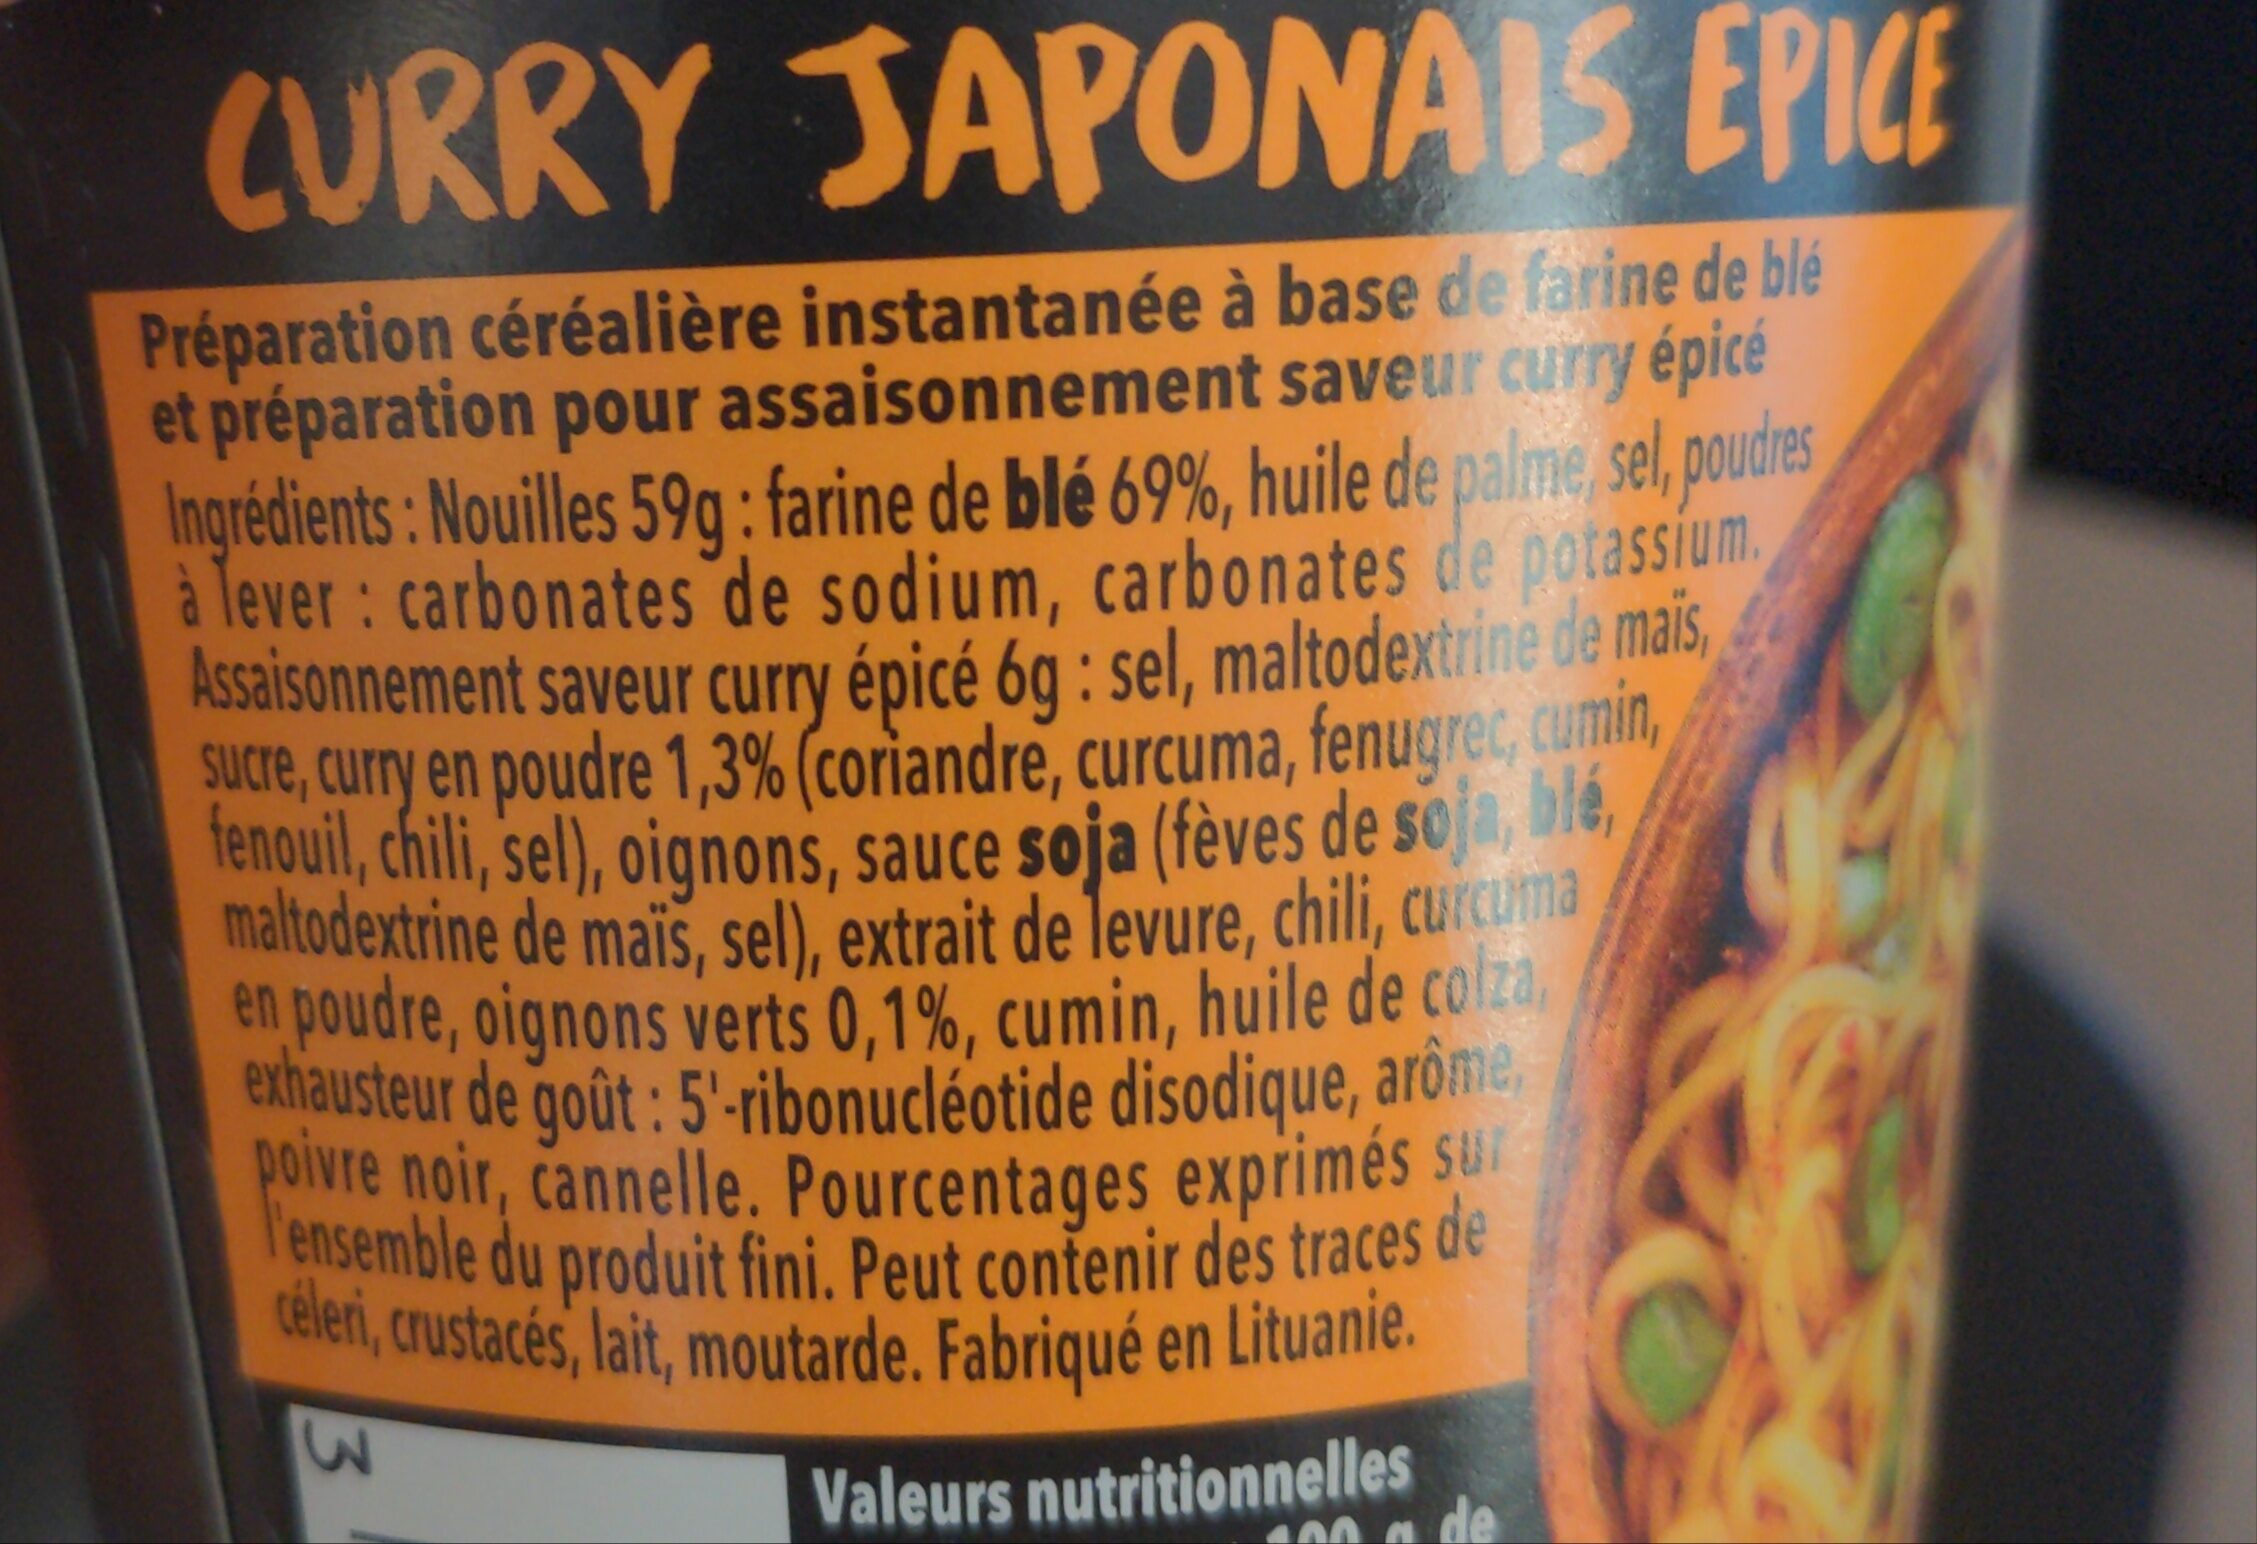 CURRY JAPONAIS EPICE
Préparation céréalière instantanée à base de farine de blé
et préparation pour assaisonnement saveur curry épicé
Ingrédients : Nouilles 59g : farine de blé 69%, huile de palme, sel, poudres
à lever : carbonates de sodium, carbonates de potassium.
Assaisonnement saveur curry épicé 6g : sel, maltodextrine de maïs,
sucre, curry en poudre 1,3% (coriandre, curcuma, fenugrec, cumin,
fenouil, chili, sel), oignons, sauce soja (fèves de soja, blé,
maltodextrine de maïs, sel), extrait de levure, chili, curcuma
en poudre, oignons verts 0,1%, cumin, huile de colza,
exhausteur de goût : 5'-ribonucléotide disodique, arôme,
poivre noir, cannelle. Pourcentages exprimés sur
l'ensemble du produit fini. Peut contenir des traces de
céleri, crustacés, lait, moutarde. Fabriqué en Lituanie.
Valeurs nutritionnelles
100 g de